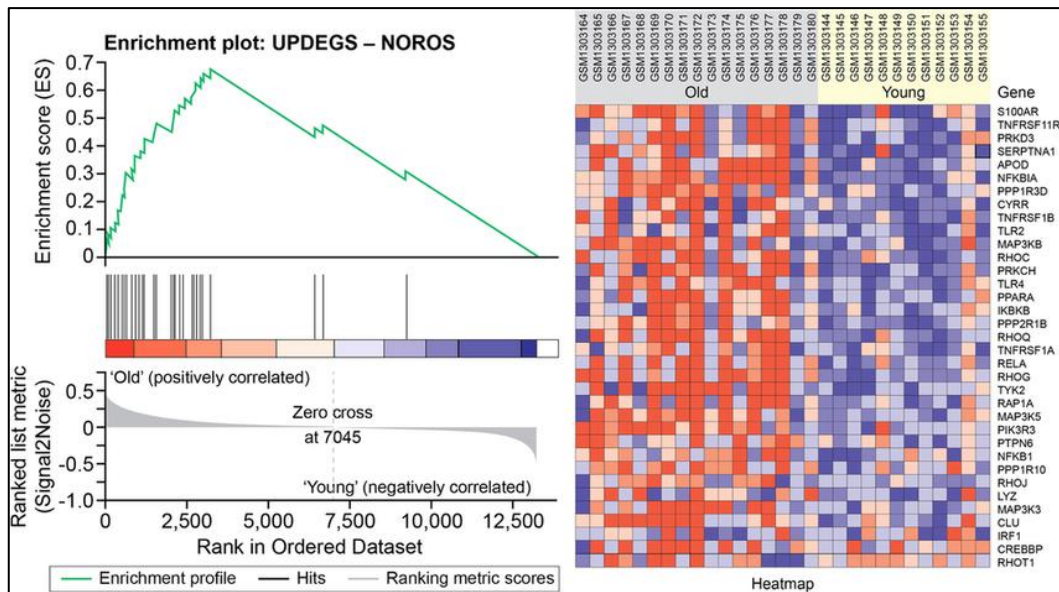 Enrichment plot: UPDEGS – NOROS
Enrichment score (ES)
0.7
0.6
0.5
0.4
0.3
0.2
0.1
0
Ranked list metric
(Signal2Noise)
0.5
0
-0.5
-1.0
'Old' (positively correlated)
Zero cross
at 7045
'Young' (negatively correlated)
0
2,500
5,000
7,500
10,000
12,500
Rank in Ordered Dataset
Enrichment profile
Hits
Ranking metric scores
GSM1303164
GSM1303165
GSM1303166
GSM1303167
GSM1303168
GSM1303169
GSM1303170
GSM1303171
GSM1303172
GSM1303173
GSM1303174
GSM1303175
GSM1303176
GSM1303177
GSM1303178
GSM1303179
GSM1303180
GSM1303144
GSM1303145
GSM1303146
GSM1303147
GSM1303148
GSM1303149
GSM1303150
GSM1303151
GSM1303152
GSM1303153
GSM1303154
GSM1303155
Old
Young
Gene
S100AR
TNFRSF11R
PRKD3
SERPTNA1
APOD
NFKBIA
PPP1R3D
CYRR
TNFRSF1B
TLR2
MAP3KB
RHOC
PRKCH
TLR4
PPARA
IKBKB
PPP2R1B
RHOQ
TNFRSF1A
RELA
RHOG
TYK2
RAP1A
MAP3K5
PIK3R3
PTPN6
NFKB1
PPP1R10
RHOJ
LYZ
MAP3K3
CLU
IRF1
CREBBP
RHOT1
Heatmap